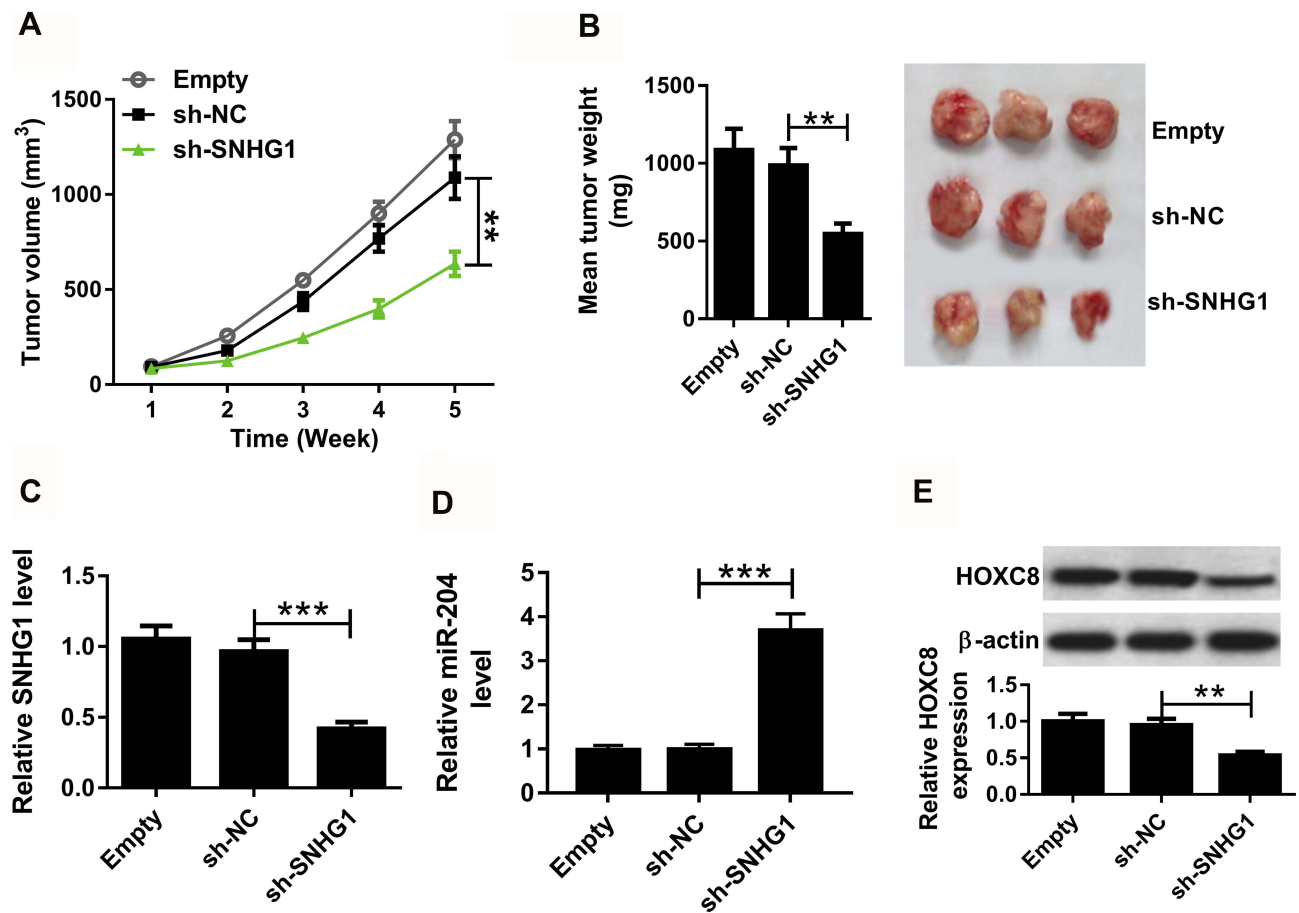 A
Empty
sh-NC
sh-SNHG1
Tumor volume (mm3)
1500
1000
500
0
**
1 2 3 4 5
Time (Week)
B
Mean tumor weight
(mg)
1500
1000
500
0
**
Empty
sh-NC
sh-SNHG1
Empty
sh-NC
sh-SNHG1
C
Relative SNHG1 level
1.5
1.0
0.5
0.0
***
Empty
sh-NC
sh-SNHG1
D
Relative miR-204
level
5
4
3
2
1
0
***
Empty
sh-NC
sh-SNHG1
E
HOXC8
β-actin
Relative HOXC8
expression
1.5
1.0
0.5
0.0
**
Empty
sh-NC
sh-SNHG1